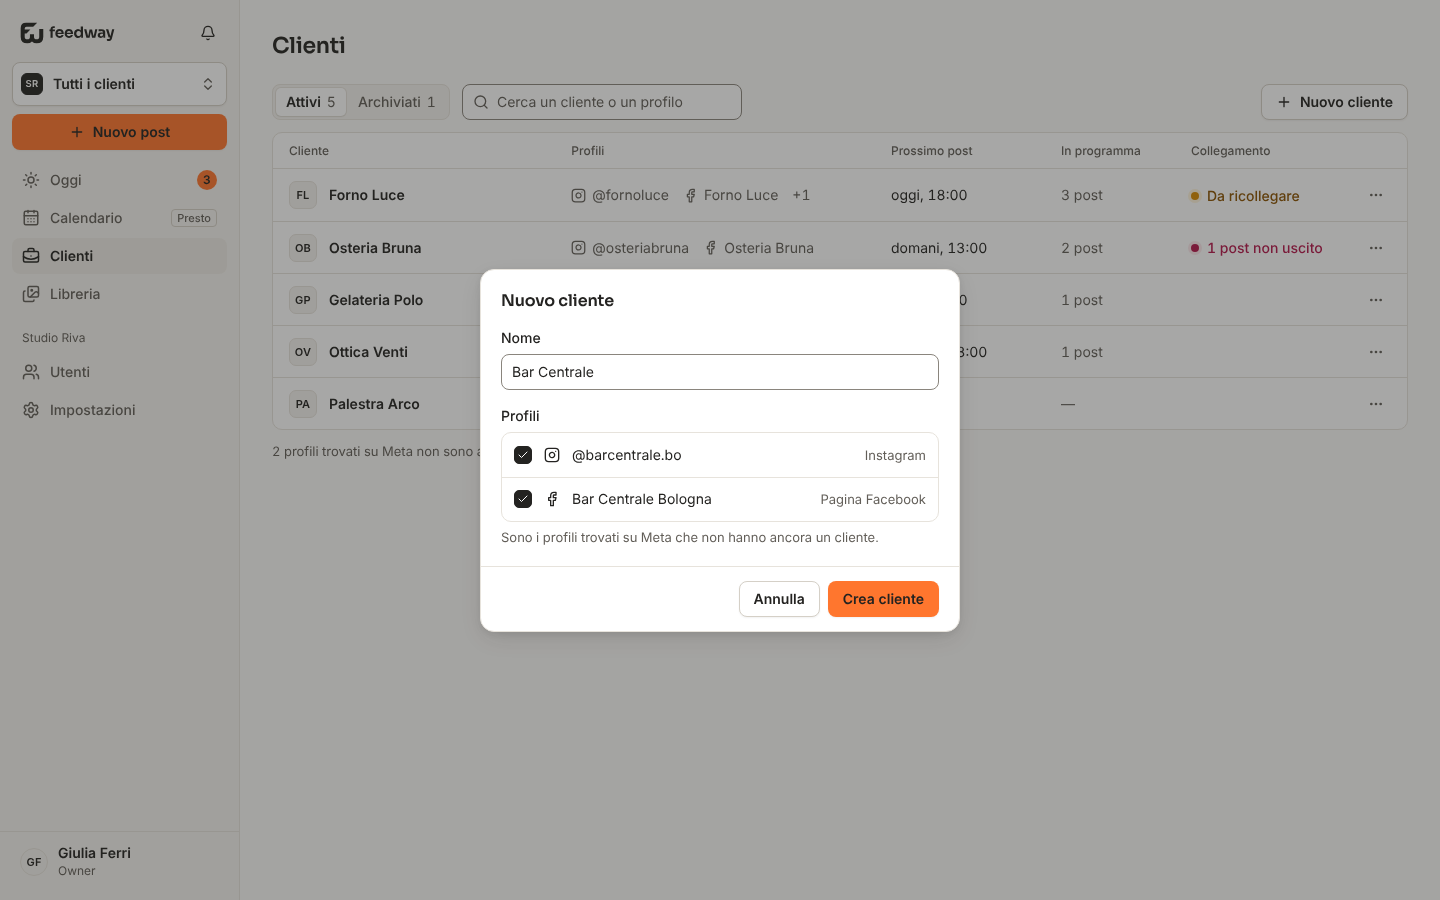 feedway
SR Tutti i clienti
+ Nuovo post
Oggi 3
Calendario Presto
Clienti
Libreria
Studio Riva
Utenti
Impostazioni
GF Giulia Ferri
Owner
Clienti
Attivi 5 Archiviati 1 Cerca un cliente o un profilo + Nuovo cliente
Cliente Profili Prossimo post In programma Collegamento
FL Forno Luce @fornoluce Forno Luce +1 oggi, 18:00 3 post Da ricollegare
OB Osteria Bruna @osteriabruna Osteria Bruna domani, 13:00 2 post 1 post non uscito
GP Gelateria Polo 1 post
OV Ottica Venti 1 post
PA Palestra Arco —
2 profili trovati su Meta non sono
Nuovo cliente
Nome
Bar Centrale
Profili
@barcentrale.bo Instagram
Bar Centrale Bologna Pagina Facebook
Sono i profili trovati su Meta che non hanno ancora un cliente.
Annulla Crea cliente